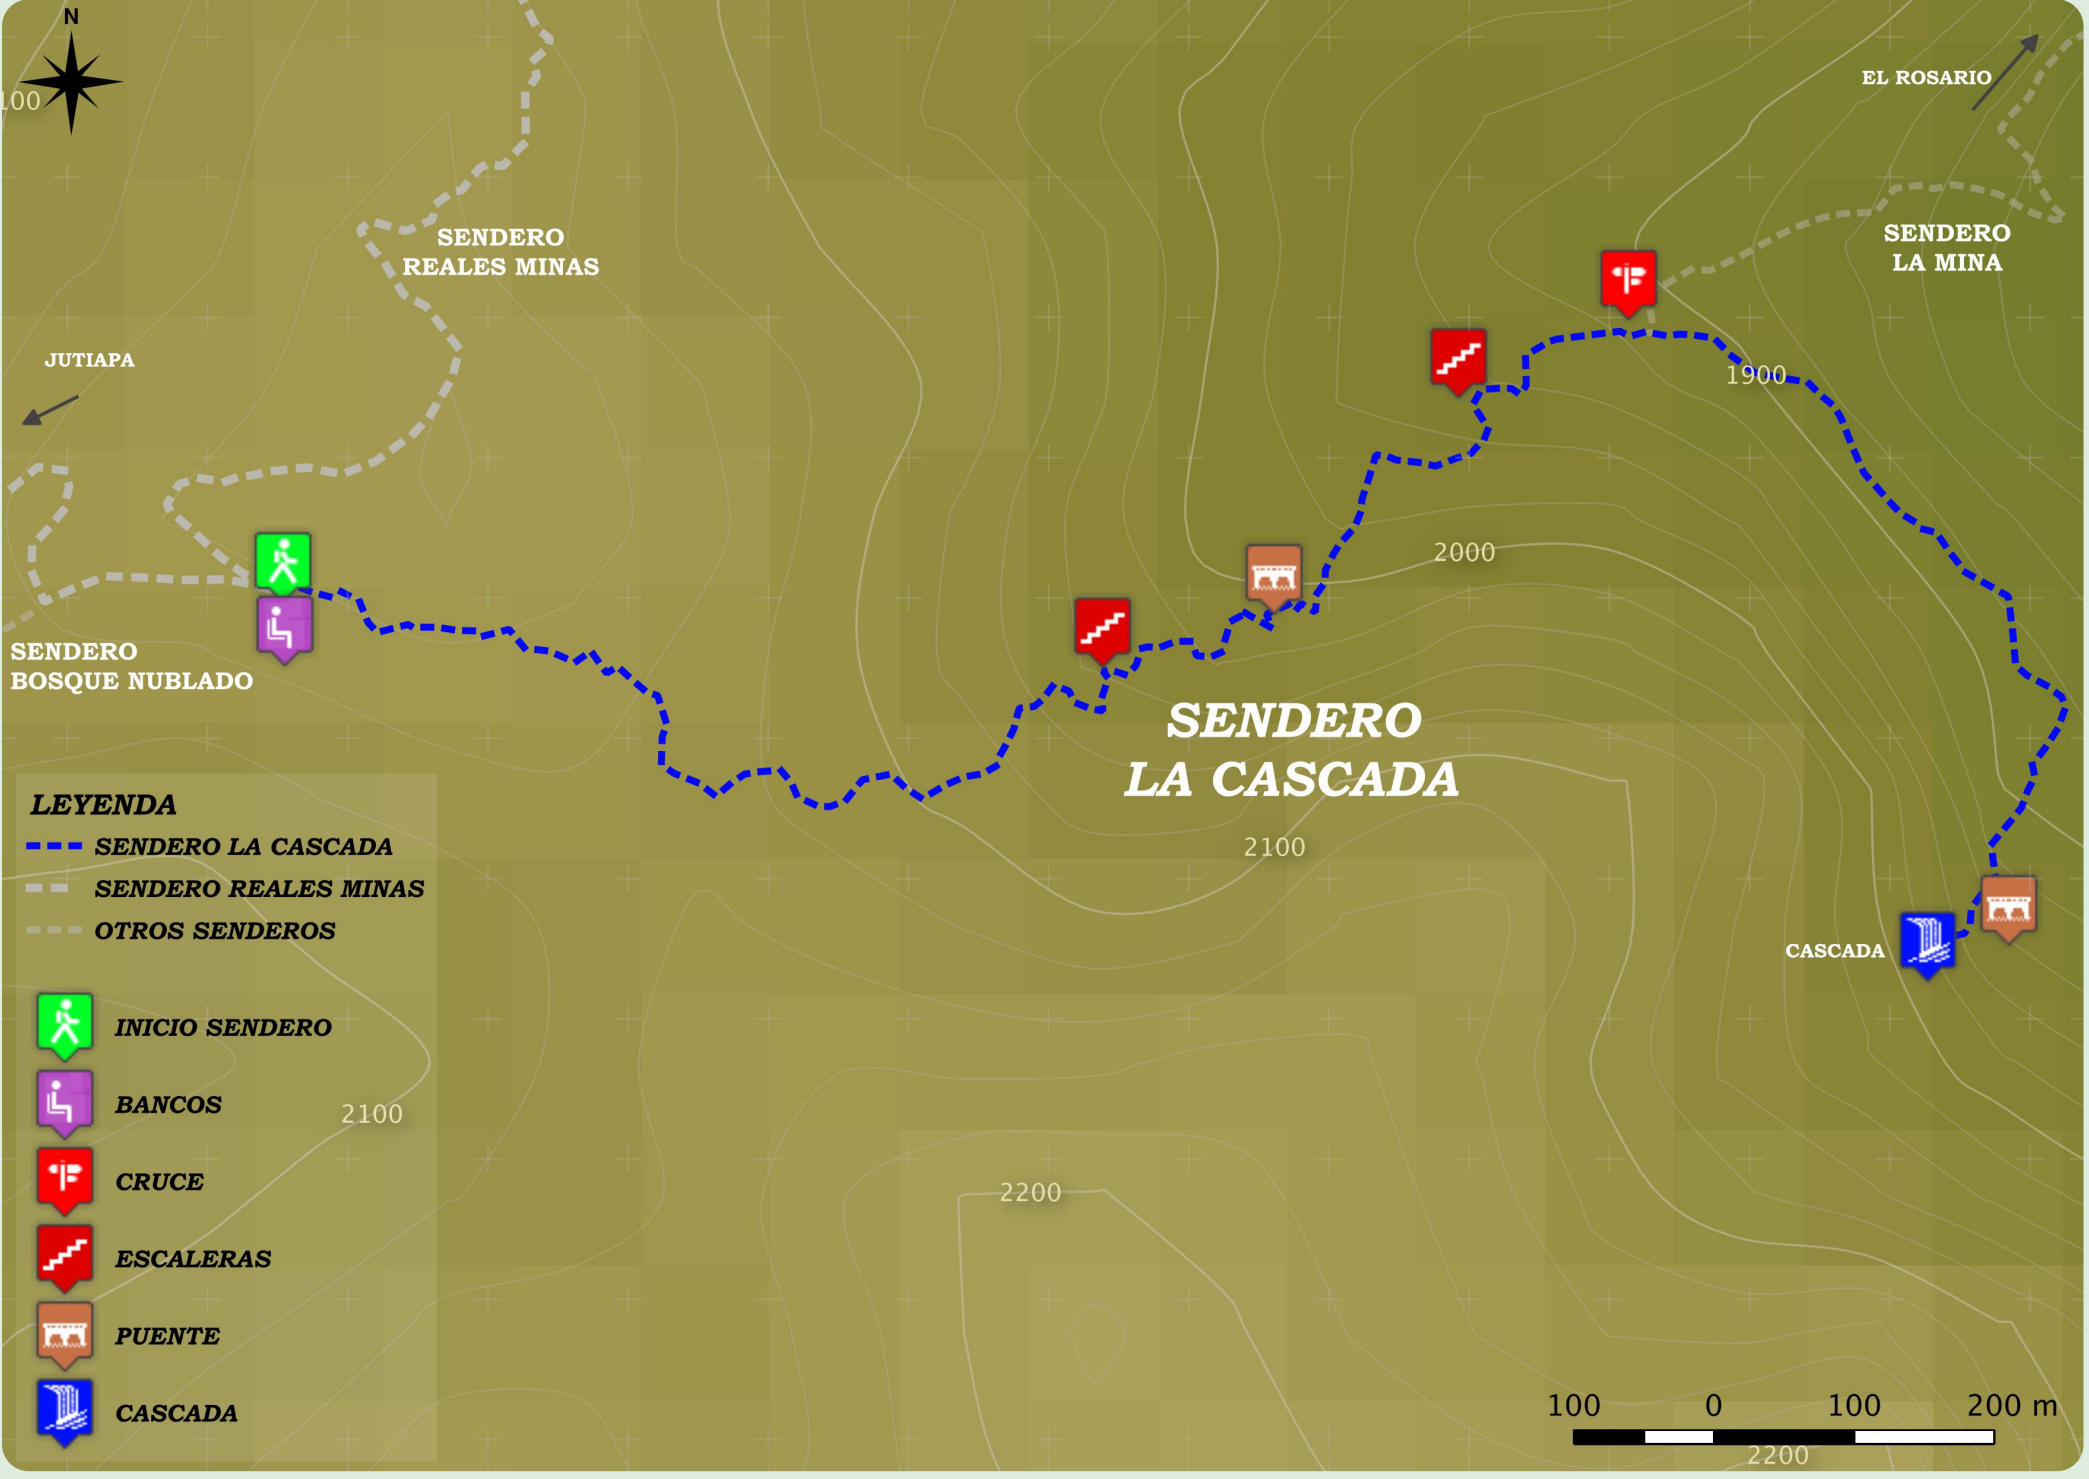 N
100
EL ROSARIO
SENDERO
REALES MINAS
SENDERO
LA MINA
JUTIAPA
1900
2000
SENDERO
BOSQUE NUBLADO
SENDERO
LA CASCADA
2100
CASCADA
LEYENDA
SENDERO LA CASCADA
SENDERO REALES MINAS
OTROS SENDEROS
INICIO SENDERO
BANCOS
2100
CRUCE
2200
ESCALERAS
PUENTE
CASCADA
100 0 100 200 m
2200